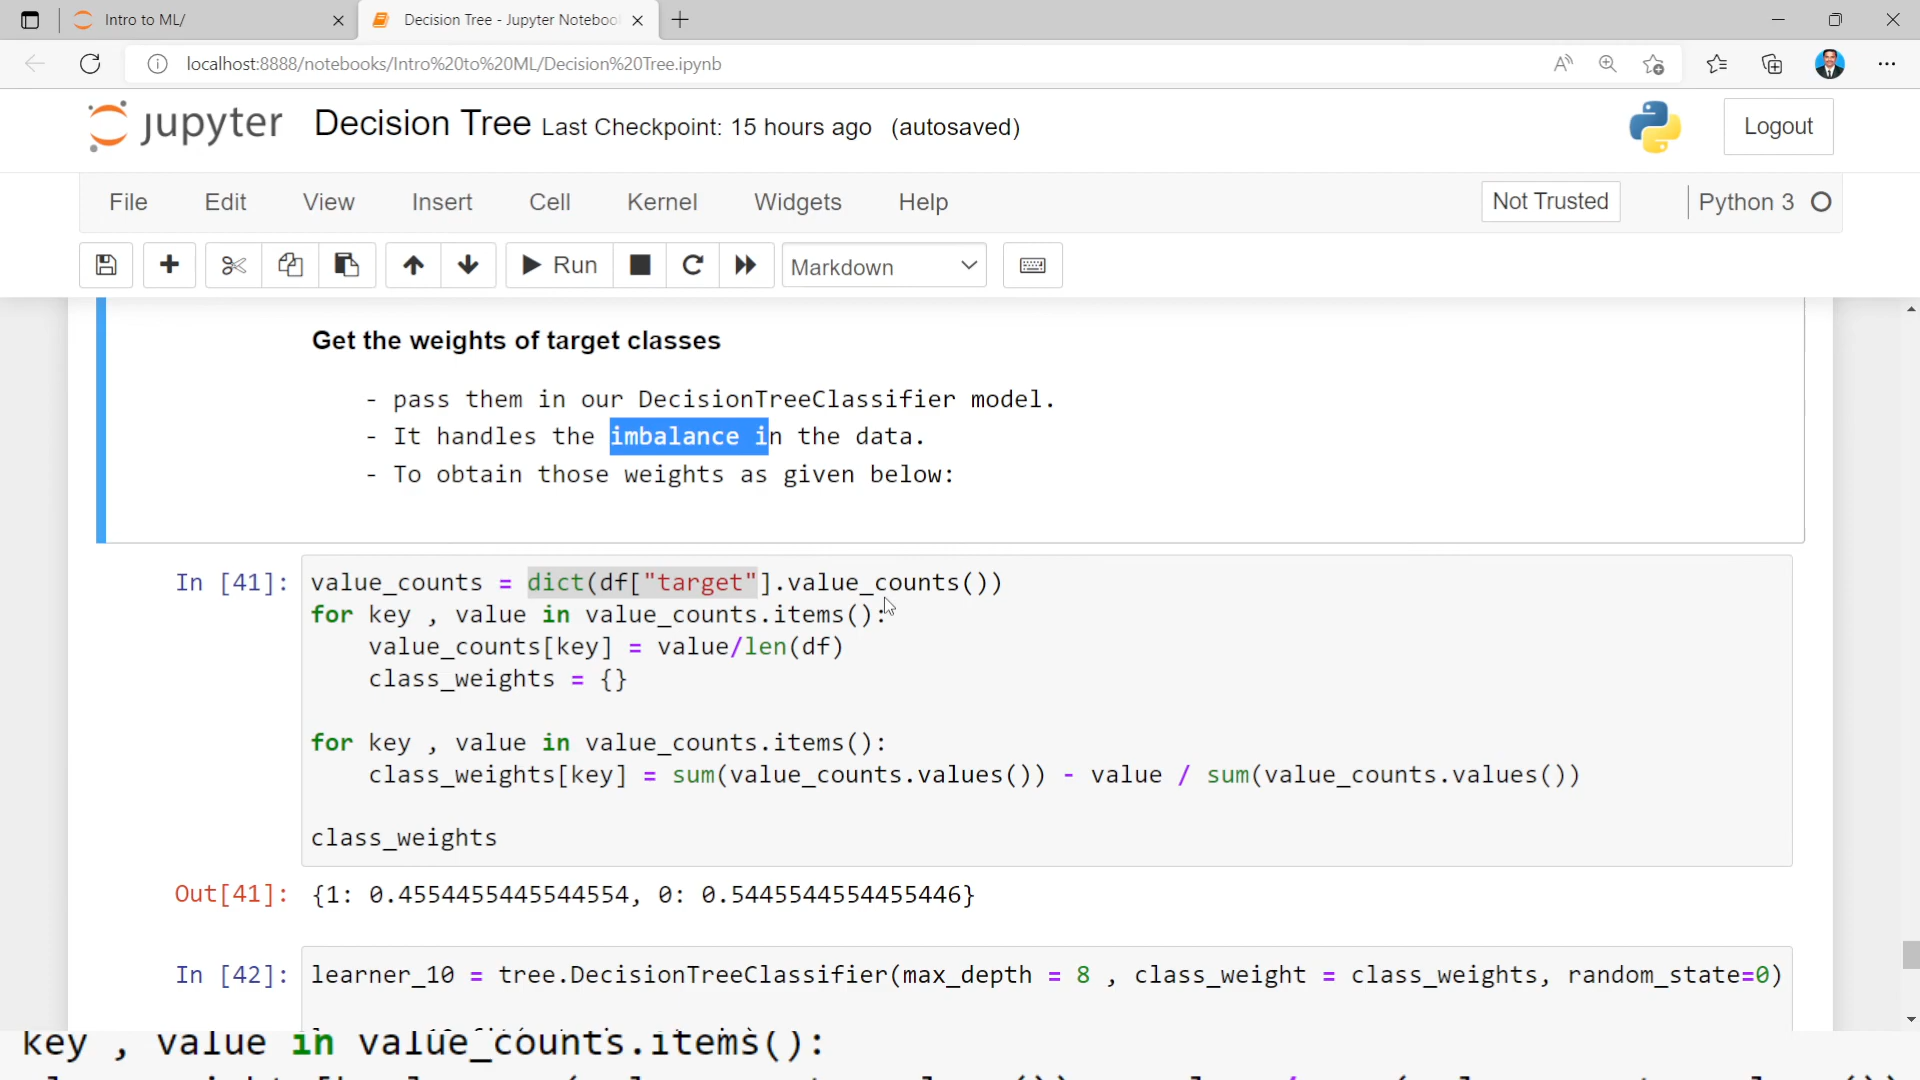 Intro to ML/
Decision Tree - Jupyter Noteboo
localhost:8888/notebooks/Intro%20to%20ML/Decision%20Tree.ipynb
jupyter Decision Tree Last Checkpoint: 15 hours ago (autosaved)
Logout
File Edit View Insert Cell Kernel Widgets Help
Not Trusted
Python 3
Run
Markdown
Get the weights of target classes
- pass them in our DecisionTreeClassifier model.
- It handles the imbalance in the data.
- To obtain those weights as given below:
In [41]: value_counts = dict(df["target"].value_counts())
for key , value in value_counts.items():
value_counts[key] = value/len(df)
class_weights = {}
for key , value in value_counts.items():
class_weights[key] = sum(value_counts.values()) - value / sum(value_counts.values())
class_weights
Out[41]: {1: 0.4554455445544554, 0: 0.5445544554455446}
In [42]: learner_10 = tree.DecisionTreeClassifier(max_depth = 8 , class_weight = class_weights, random_state=0)
key , value in value_counts.items():